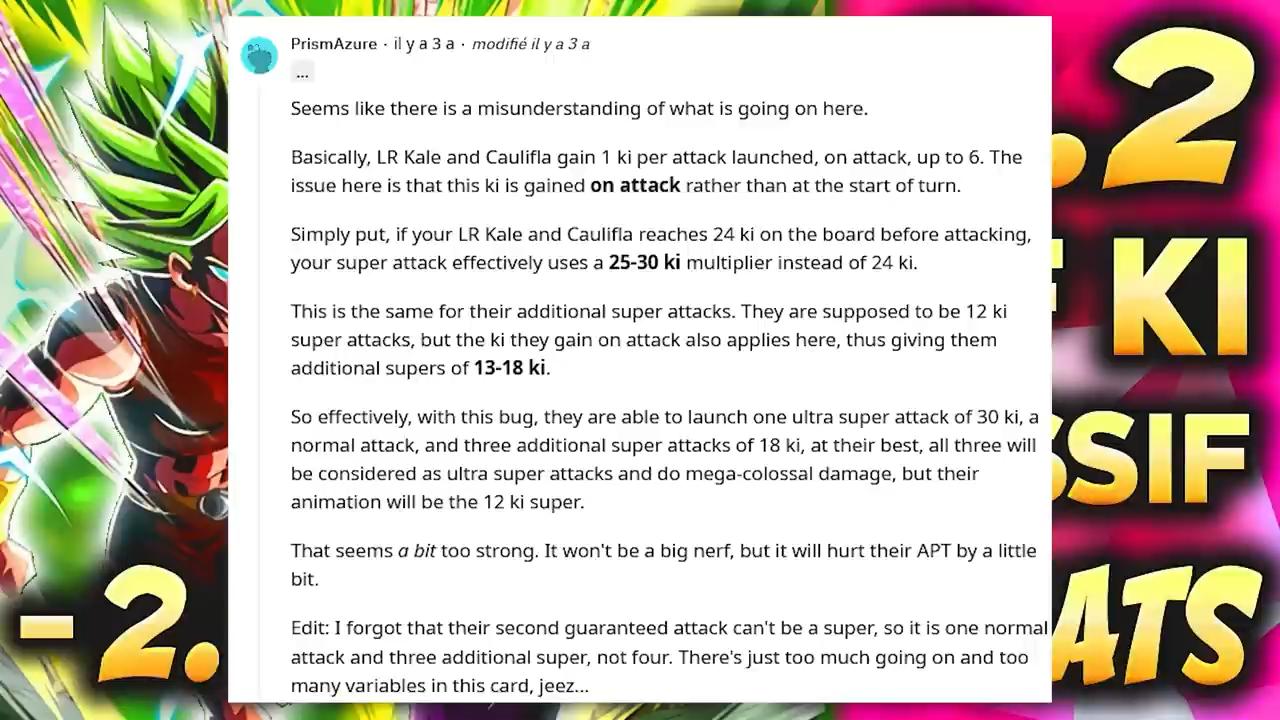 PrismAzure · il y a 3 a · modifié il y a 3 a
...
Seems like there is a misunderstanding of what is going on here.
Basically, LR Kale and Caulifla gain 1 ki per attack launched, on attack, up to 6. The
issue here is that this ki is gained on attack rather than at the start of turn.
Simply put, if your LR Kale and Caulifla reaches 24 ki on the board before attacking,
your super attack effectively uses a 25-30 ki multiplier instead of 24 ki.
This is the same for their additional super attacks. They are supposed to be 12 ki
super attacks, but the ki they gain on attack also applies here, thus giving them
additional supers of 13-18 ki.
So effectively, with this bug, they are able to launch one ultra super attack of 30 ki, a
normal attack, and three additional super attacks of 18 ki, at their best, all three will
be considered as ultra super attacks and do mega-colossal damage, but their
animation will be the 12 ki super.
That seems a bit too strong. It won't be a big nerf, but it will hurt their APT by a little
bit.
Edit: I forgot that their second guaranteed attack can't be a super, so it is one normal
attack and three additional super, not four. There's just too much going on and too
many variables in this card, jeez...
.2
KI
SSIF
- 2.
ATS